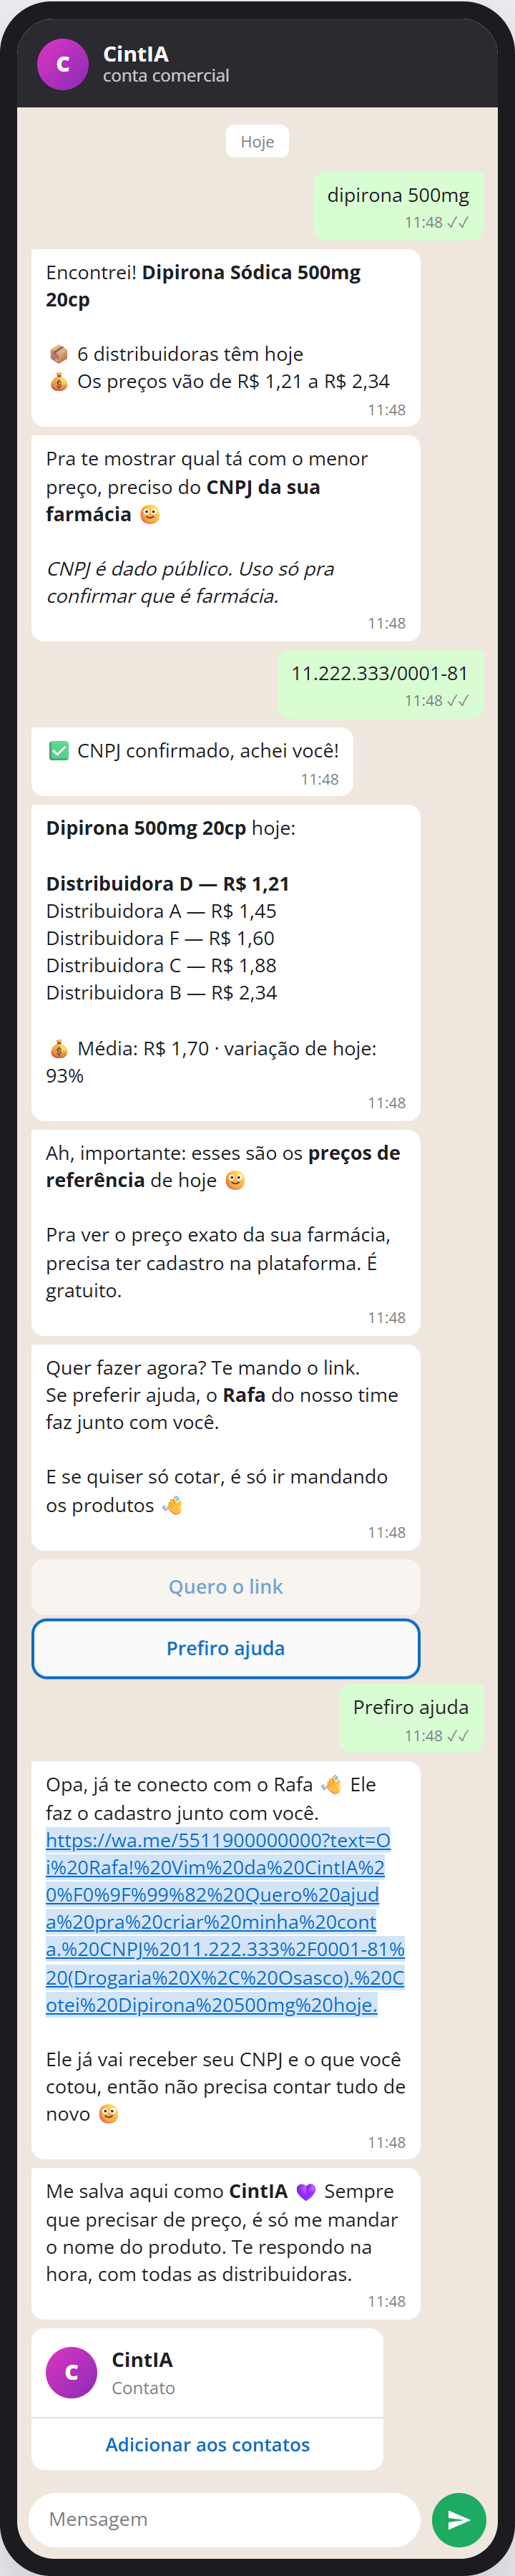 C
CintIA
conta comercial
Hoje
dipirona 500mg
11:48 ✓✓
Encontrei! Dipirona Sódica 500mg
20cp
📦 6 distribuidoras têm hoje
💰 Os preços vão de R$ 1,21 a R$ 2,34
11:48
Pra te mostrar qual tá com o menor
preço, preciso do CNPJ da sua
farmácia 🙂
CNPJ é dado público. Uso só pra
confirmar que é farmácia.
11:48
11.222.333/0001-81
11:48 ✓✓
✅ CNPJ confirmado, achei você!
11:48
Dipirona 500mg 20cp hoje:
Distribuidora D — R$ 1,21
Distribuidora A — R$ 1,45
Distribuidora F — R$ 1,60
Distribuidora C — R$ 1,88
Distribuidora B — R$ 2,34
💰 Média: R$ 1,70 · variação de hoje:
93%
11:48
Ah, importante: esses são os preços de
referência de hoje 🙂
Pra ver o preço exato da sua farmácia,
precisa ter cadastro na plataforma. É
gratuito.
11:48
Quer fazer agora? Te mando o link.
Se preferir ajuda, o Rafa do nosso time
faz junto com você.
E se quiser só cotar, é só ir mandando
os produtos 👋
11:48
Quero o link
Prefiro ajuda
Prefiro ajuda
11:48 ✓✓
Opa, já te conecto com o Rafa 👋 Ele
faz o cadastro junto com você.
https://wa.me/5511900000000?text=O
i%20Rafa!%20Vim%20da%20CintIA%2
0%F0%9F%99%82%20Quero%20ajud
a%20pra%20criar%20minha%20cont
a.%20CNPJ%2011.222.333%2F0001-81%
20(Drogaria%20X%2C%20Osasco).%20C
otei%20Dipirona%20500mg%20hoje.
Ele já vai receber seu CNPJ e o que você
cotou, então não precisa contar tudo de
novo 🙂
11:48
Me salva aqui como CintIA 💜 Sempre
que precisar de preço, é só me mandar
o nome do produto. Te respondo na
hora, com todas as distribuidoras.
11:48
C
CintIA
Contato
Adicionar aos contatos
Mensagem